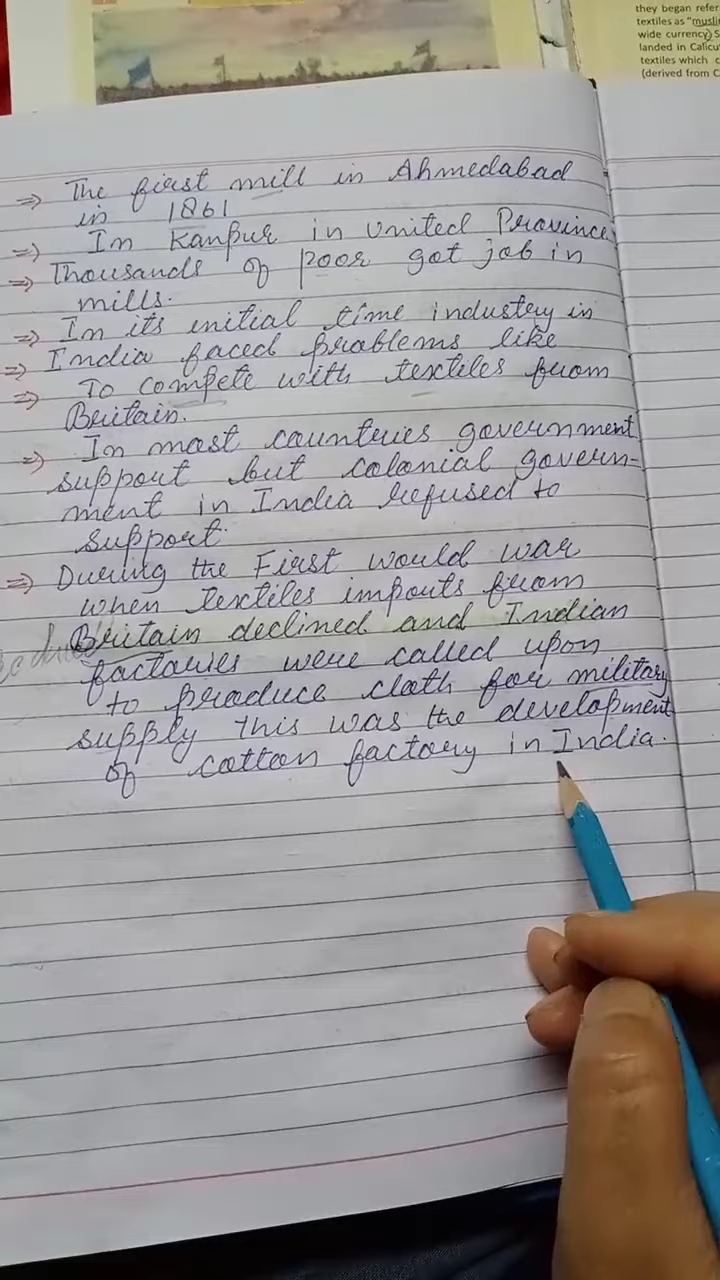 they began refer
textiles as "musli
wide currency) S
landed in Calicu
textiles which c
(derived from C
⇒ The first mill in Ahmedabad
in 1861
⇒ In Kanpur in United Province
⇒ Thousands of poor got job in
mills.
⇒ In its initial time industry in
⇒ India faced problems like
⇒ To compete with textiles from
Britain.
⇒ In most countries government
support but colonial govern-
ment in India refused to
support.
⇒ During the First would war
when textiles imports from
Britain declined and Indian
factories were called upon
to produce cloth for military
supply this was the development
of cotton factory in India.